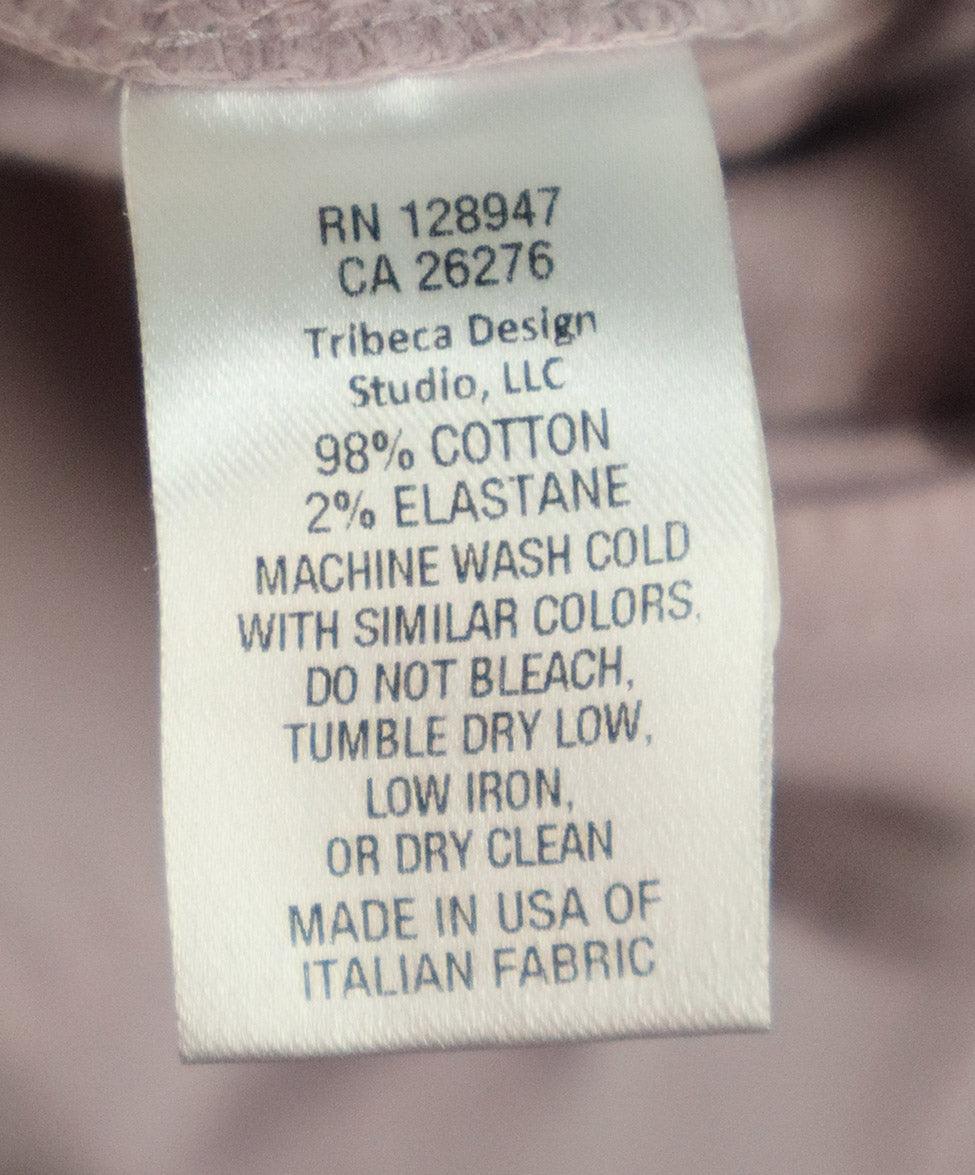 RN 128947
CA 26276
Tribeca Design
Studio, LLC
98% COTTON
2% ELASTANE
MACHINE WASH COLD
WITH SIMILAR COLORS,
DO NOT BLEACH,
TUMBLE DRY LOW,
LOW IRON,
OR DRY CLEAN
MADE IN USA OF
ITALIAN FABRIC